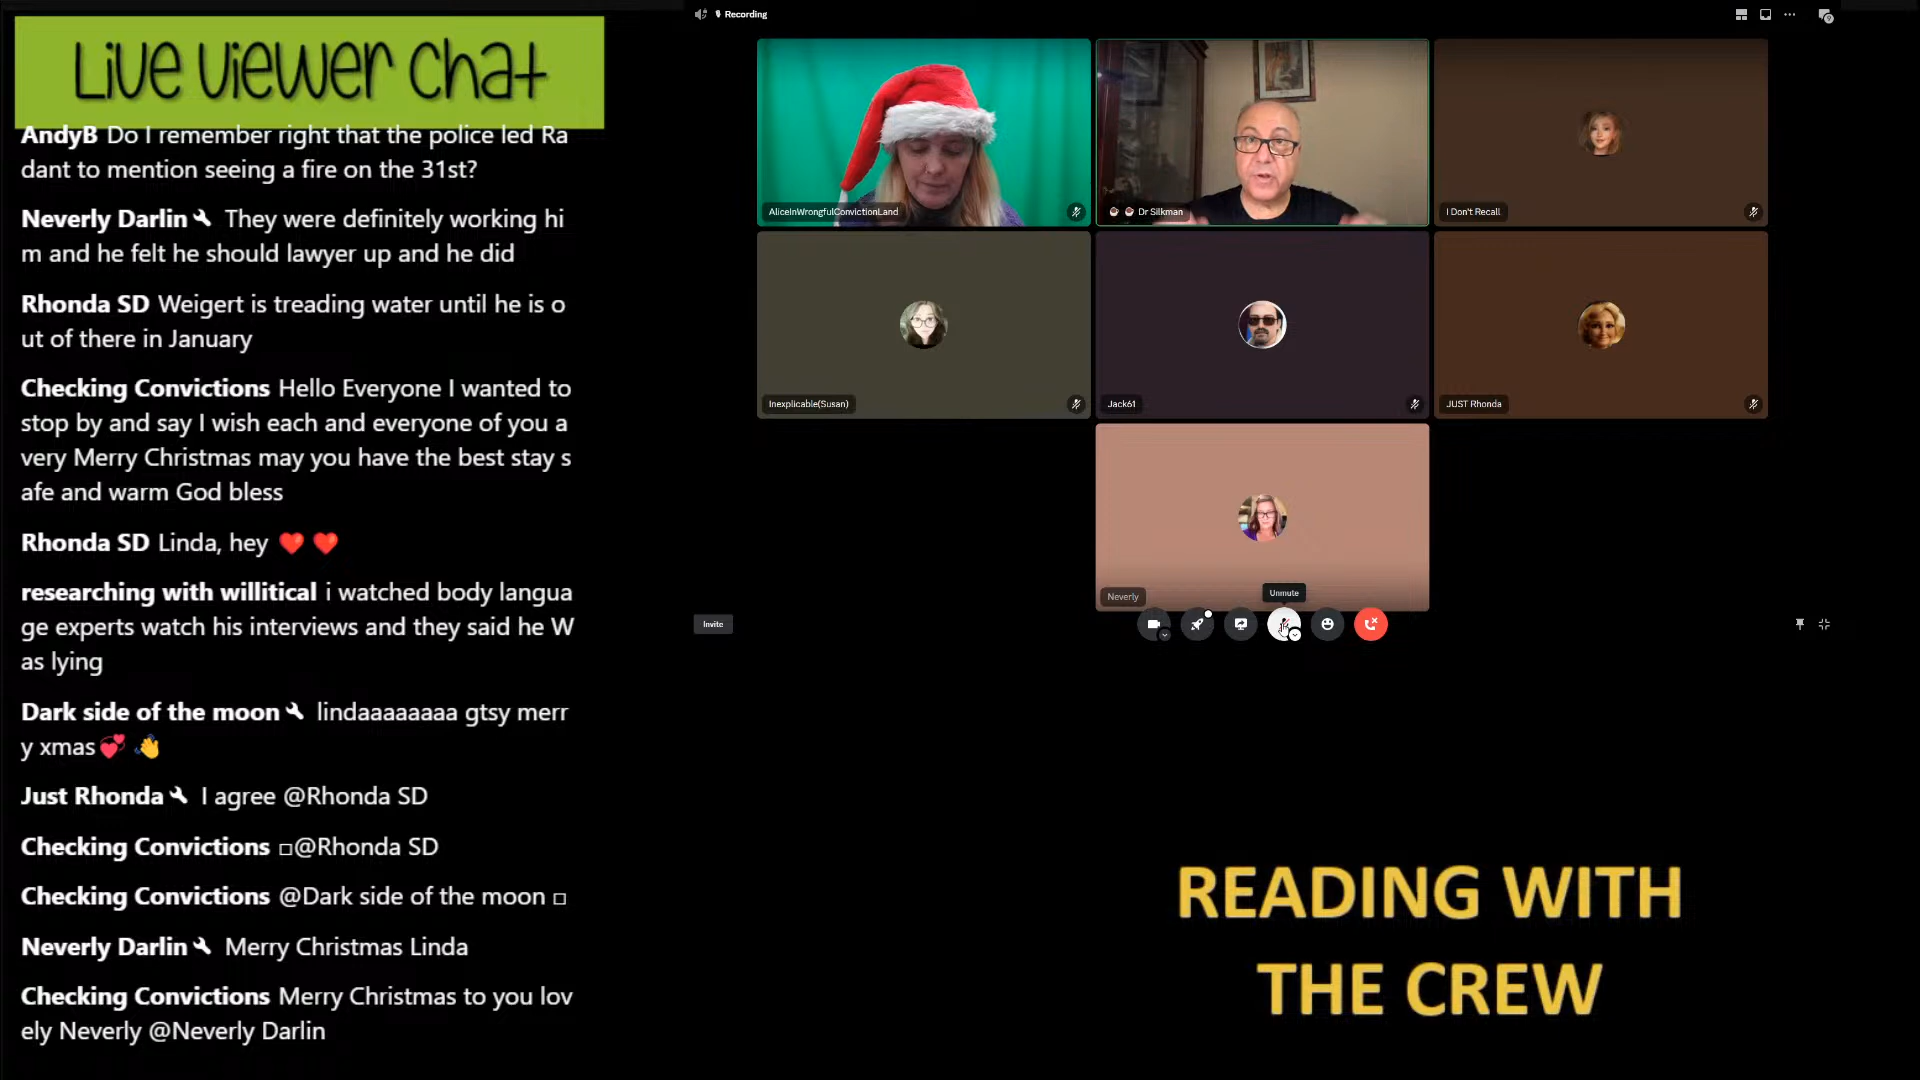 Live Viewer Chat
AndyB Do I remember right that the police led Ra
dant to mention seeing a fire on the 31st?
Neverly Darlin They were definitely working hi
m and he felt he should lawyer up and he did
Rhonda SD Weigert is treading water until he is o
ut of there in January
Checking Convictions Hello Everyone I wanted to
stop by and say I wish each and everyone of you a
very Merry Christmas may you have the best stay s
afe and warm God bless
Rhonda SD Linda, hey ❤️ ❤️
researching with willitical i watched body langua
ge experts watch his interviews and they said he W
as lying
Dark side of the moon lindaaaaaaaa gtsy merr
y xmas💞 👋
Just Rhonda I agree @Rhonda SD
Checking Convictions □@Rhonda SD
Checking Convictions @Dark side of the moon □
Neverly Darlin Merry Christmas Linda
Checking Convictions Merry Christmas to you lov
ely Neverly @Neverly Darlin
Recording
AliceInWrongfulConvictionLand
Dr Silkman
I Don't Recall
Inexplicable(Susan)
Jack61
JUST Rhonda
Neverly
Unmute
Invite
READING WITH
THE CREW